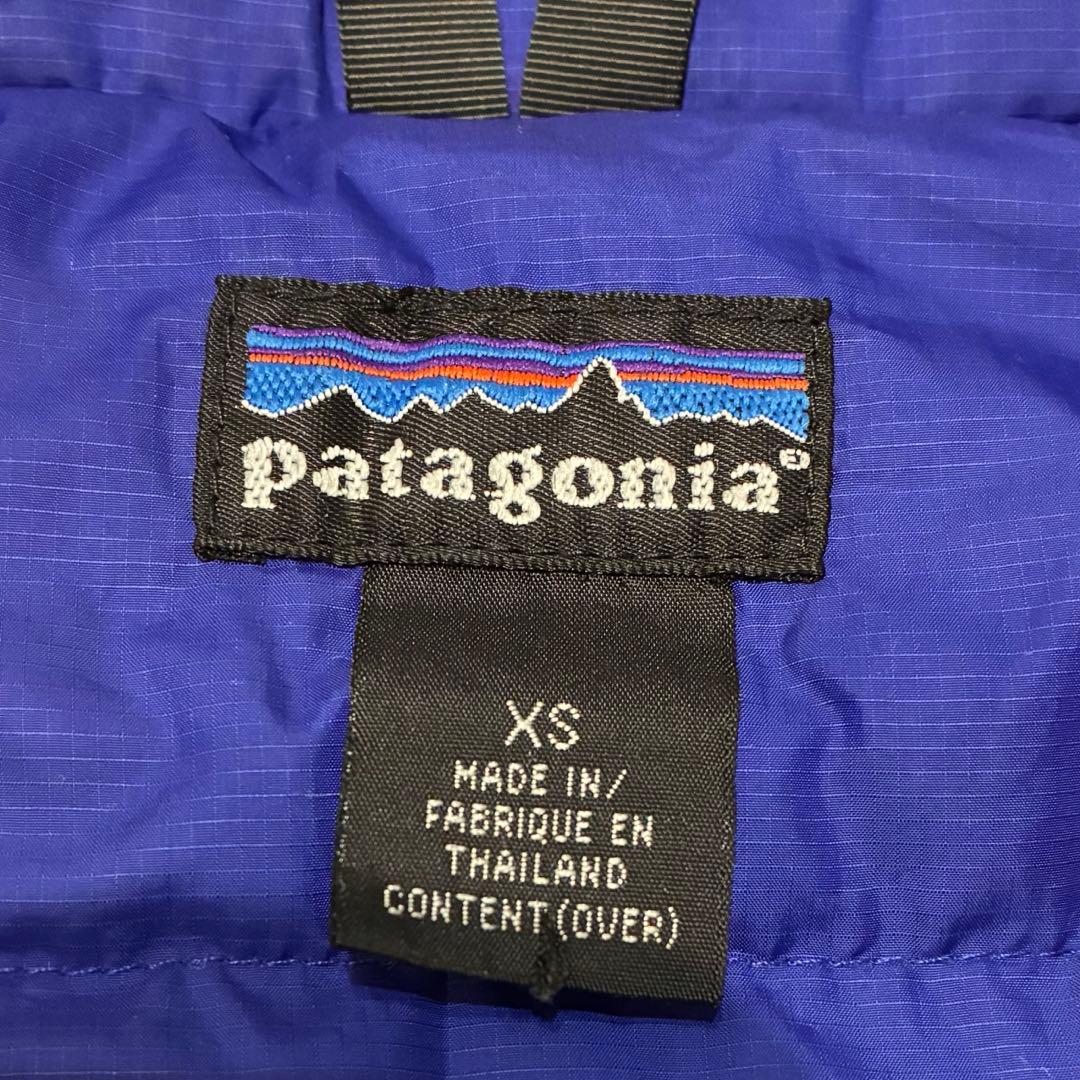 patagonia®
XS
MADE IN/
FABRIQUE EN
THAILAND
CONTENT (OVER)